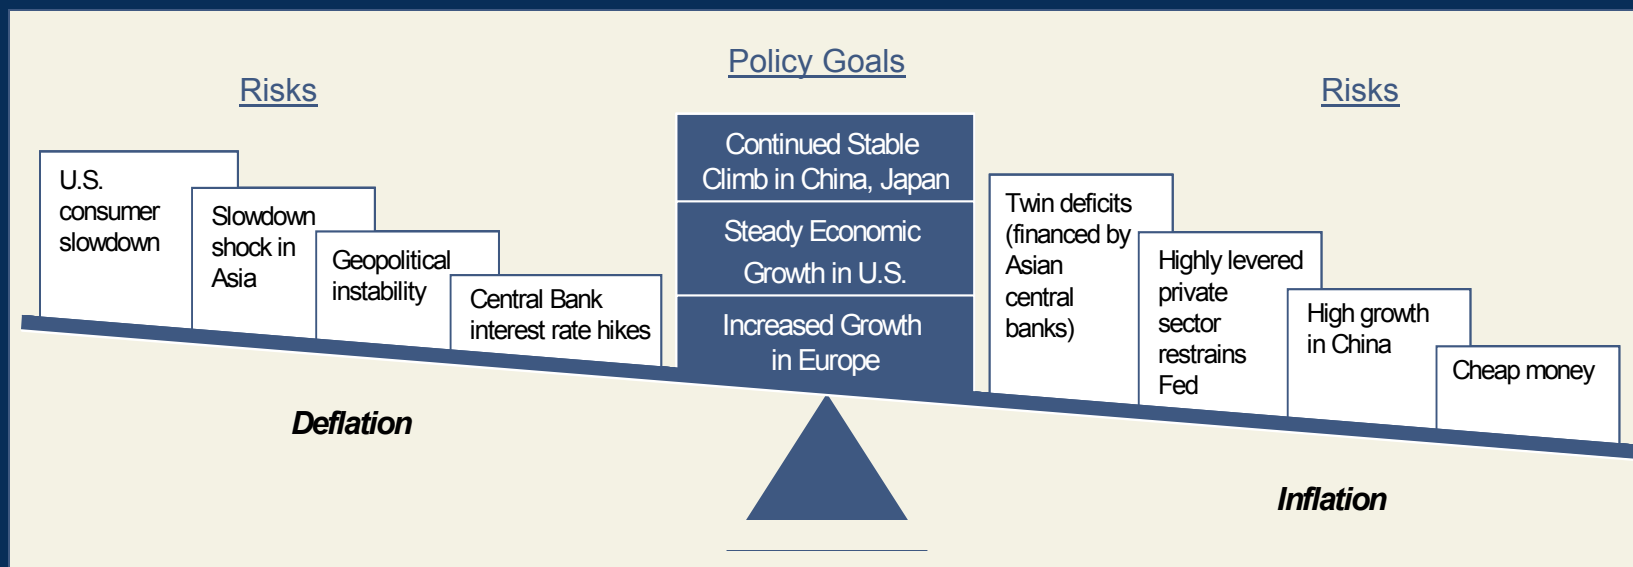 Policy Goals
Risks
Risks
U.S.
consumer
slowdown
Slowdown
shock in
Asia
Geopolitical
instability
Central Bank
interest rate hikes
Continued Stable
Climb in China, Japan
Steady Economic
Growth in U.S.
Increased Growth
in Europe
Twin deficits
(financed by
Asian
central
banks)
Highly levered
private
sector
restrains
Fed
High growth
in China
Cheap money
Deflation
Inflation